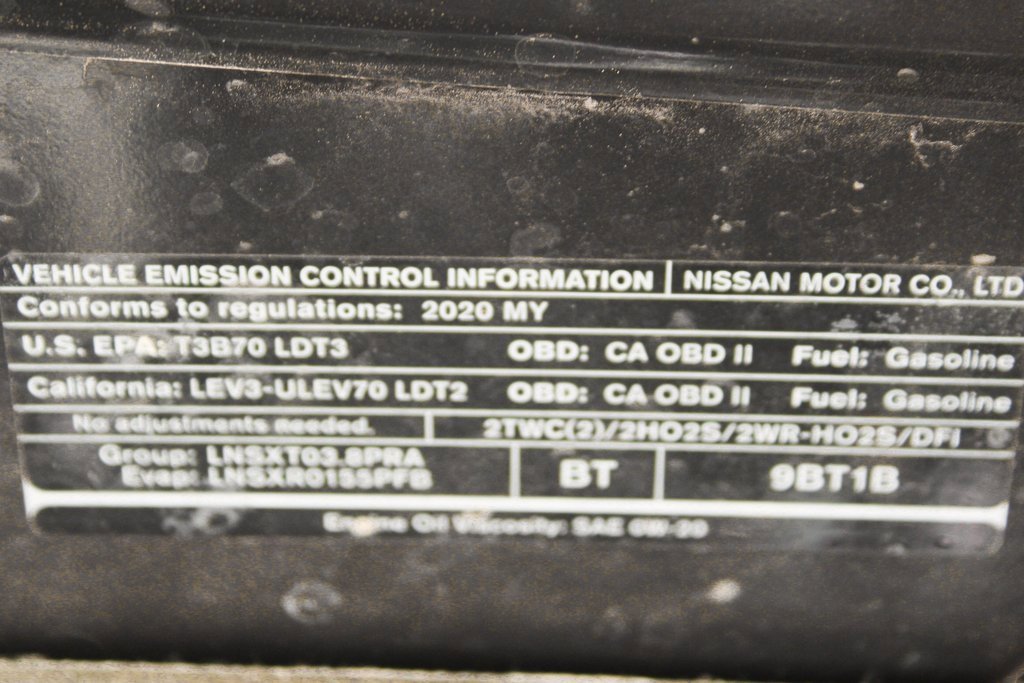 VEHICLE EMISSION CONTROL INFORMATION NISSAN MOTOR CO., LTD
Conforms to regulations: 2020 MY
U.S. EPA: T3B70 LDT3 OBD: CA OBD II Fuel: Gasoline
California: LEV3-ULEV70 LDT2 OBD: CA OBD II Fuel: Gasoline
No adjustments needed. 2TWC(2)/2HO2S/2WR-HO2S/DFI
Group: LNSXT03.8PRA
Evap: LNSXR0155PFB
BT 9BT1B
Engine Oil Viscosity: SAE 0W-20